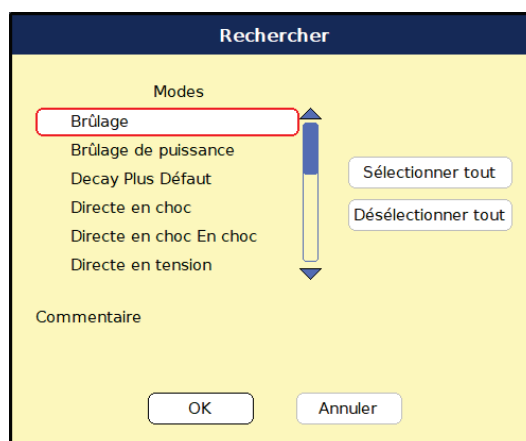 Rechercher
Modes
Brûlage
Brûlage de puissance
Decay Plus Défaut
Directe en choc
Directe en choc En choc
Directe en tension
Sélectionner tout
Désélectionner tout
Commentaire
OK
Annuler